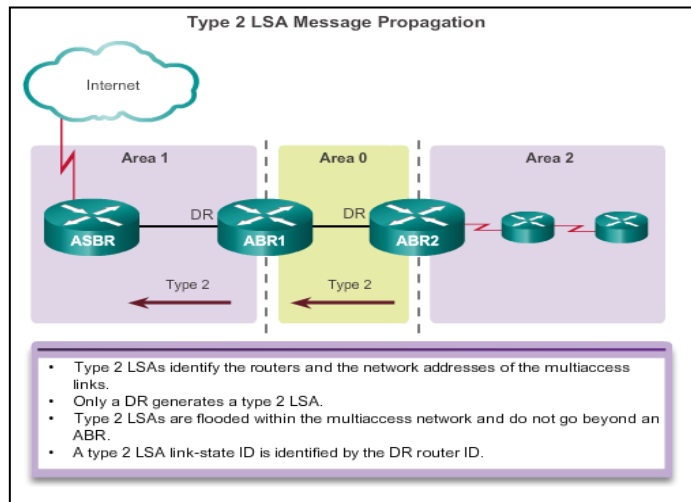 Type 2 LSA Message Propagation
Internet
Area 1
Area 0
Area 2
DR
DR
ASBR
ABR1
ABR2
Type 2
Type 2
• Type 2 LSAs identify the routers and the network addresses of the multiaccess
links.
• Only a DR generates a type 2 LSA.
• Type 2 LSAs are flooded within the multiaccess network and do not go beyond an
ABR.
• A type 2 LSA link-state ID is identified by the DR router ID.